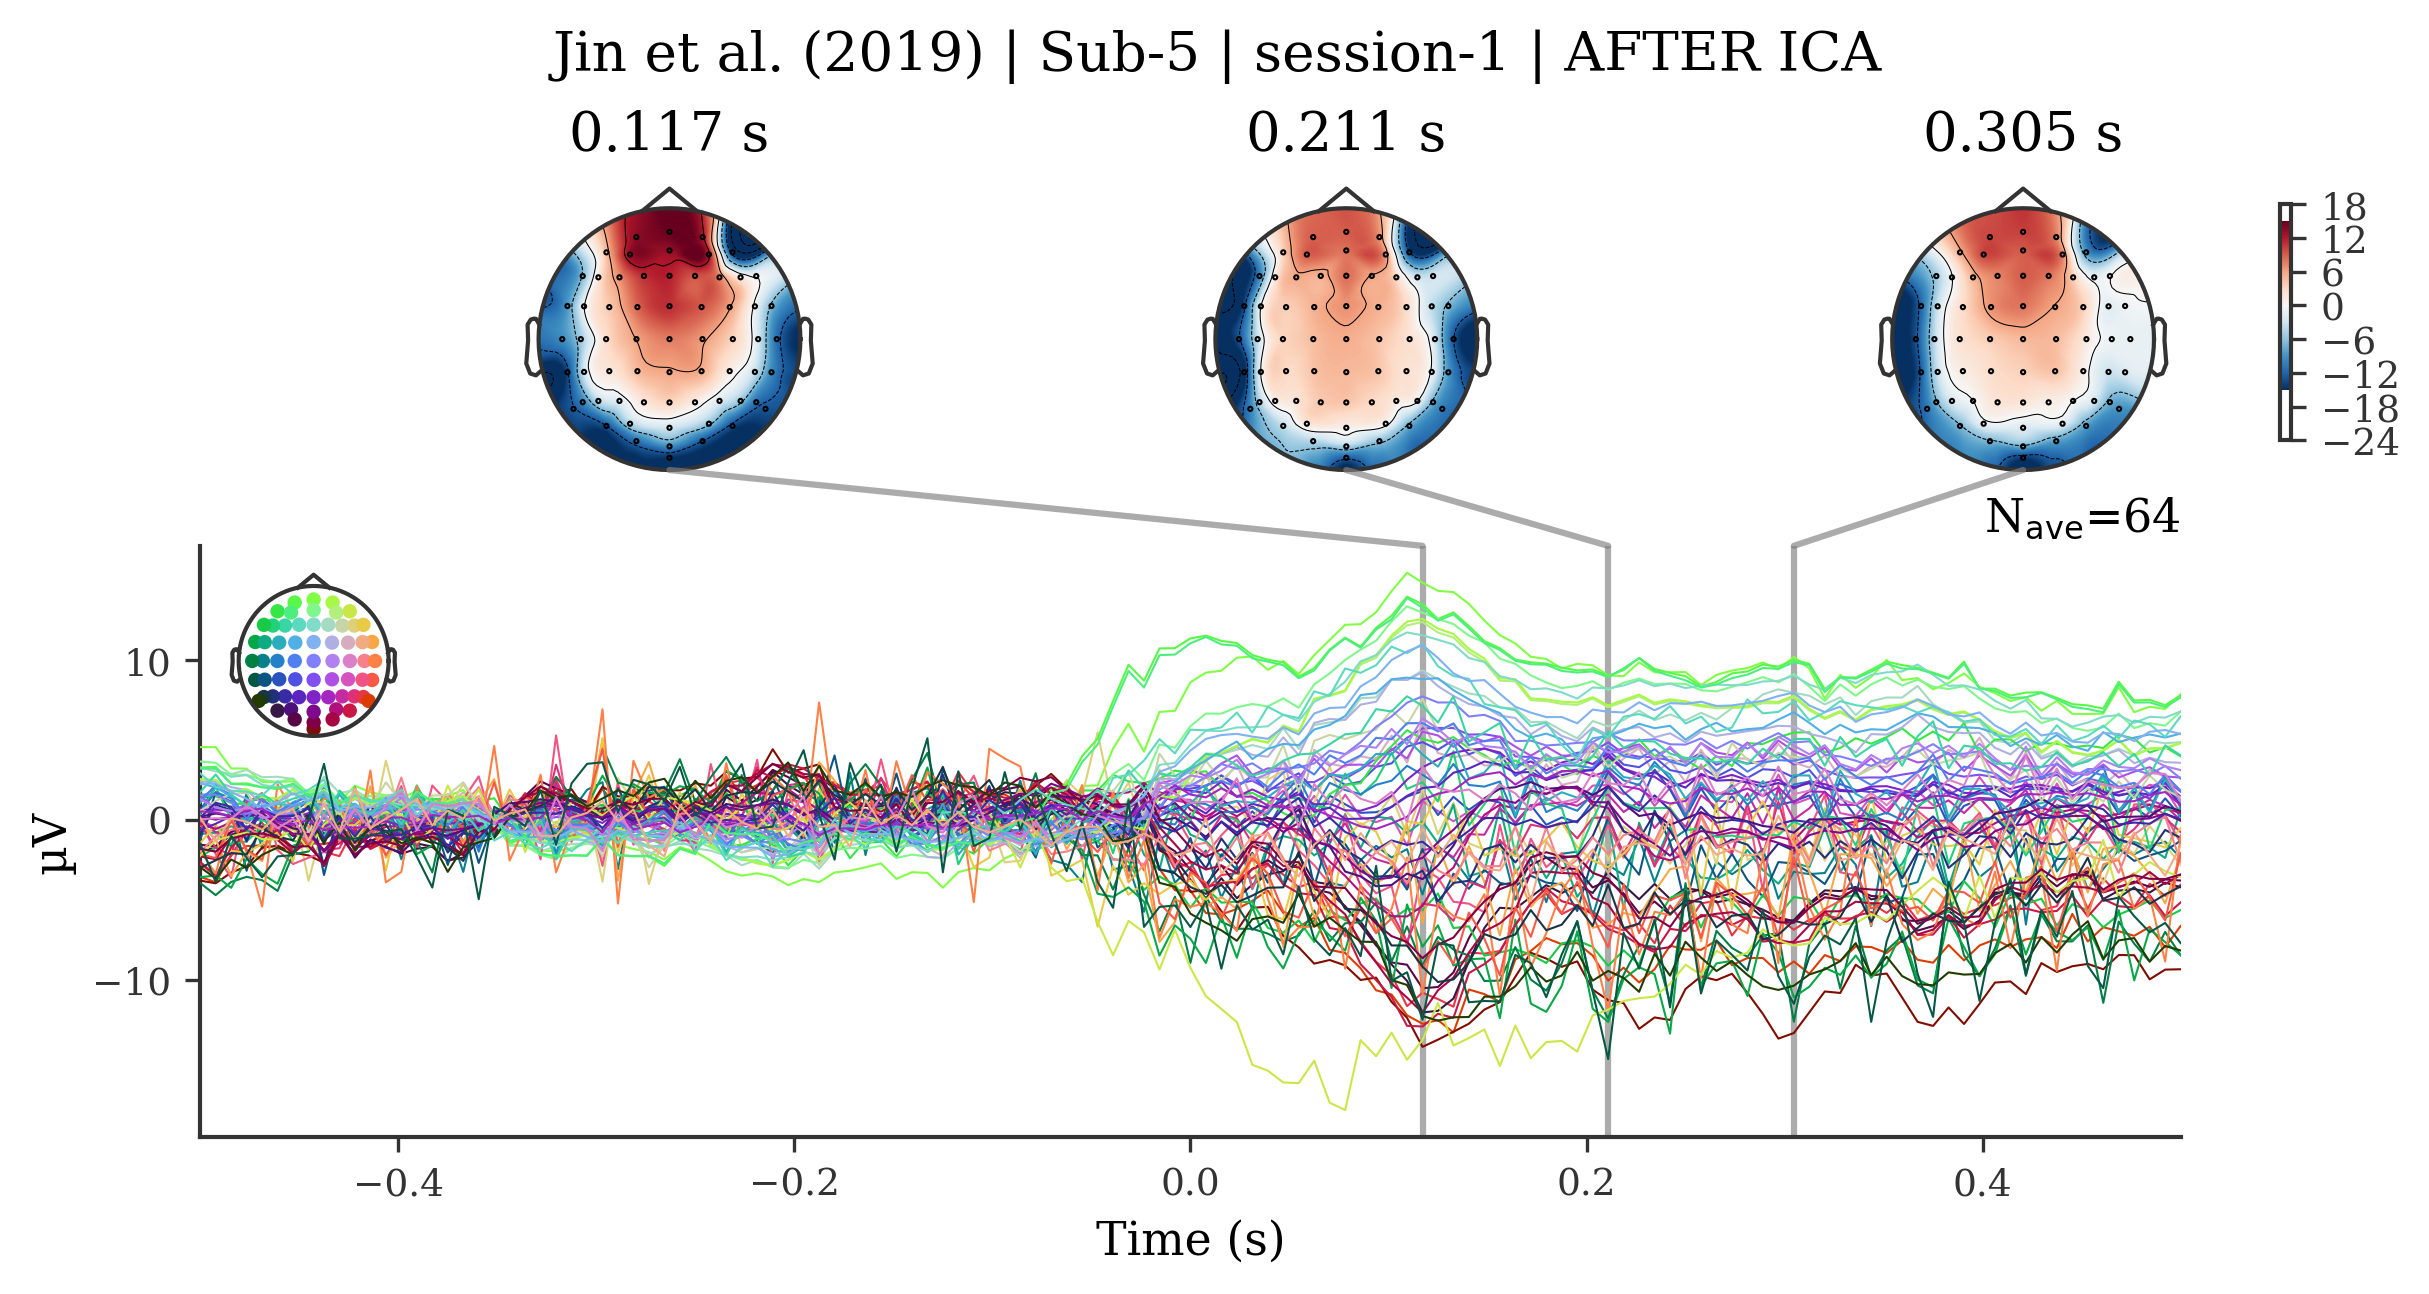 Jin et al. (2019) | Sub-5 | session-1 | AFTER ICA
0.117 s
0.211 s
0.305 s
18
12
6
0
−6
−12
−18
−24
Nave=64
10
0
−10
µV
−0.4
−0.2
0.0
0.2
0.4
Time (s)